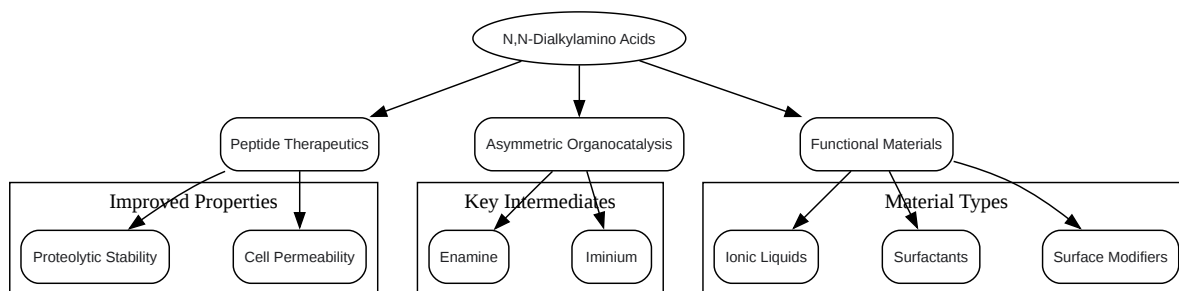 N,N-Dialkylamino Acids
Peptide Therapeutics
Asymmetric Organocatalysis
Functional Materials
Improved Properties
Key Intermediates
Material Types
Proteolytic Stability
Cell Permeability
Enamine
Iminium
Ionic Liquids
Surfactants
Surface Modifiers